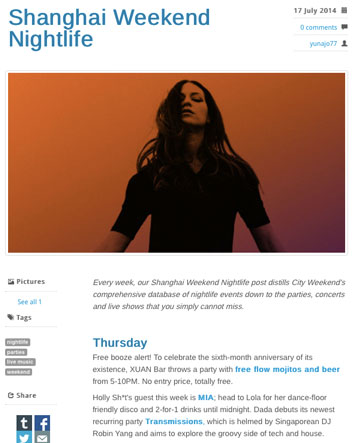 Shanghai Weekend
Nightlife
17 July 2014
0 comments
yunajo77
Pictures
See all 1
Tags
nightlife
parties
live music
weekend
Share
Every week, our Shanghai Weekend Nightlife post distills City Weekend's
comprehensive database of nightlife events down to the parties, concerts
and live shows that you simply cannot miss.
Thursday
Free booze alert! To celebrate the sixth-month anniversary of its
existence, XUAN Bar throws a party with free flow mojitos and beer
from 5-10PM. No entry price, totally free.
Holly Sh*t's guest this week is MIA; head to Lola for her dance-floor
friendly disco and 2-for-1 drinks until midnight. Dada debuts its newest
recurring party Transmissions, which is helmed by Singaporean DJ
Robin Yang and aims to explore the groovy side of tech and house.